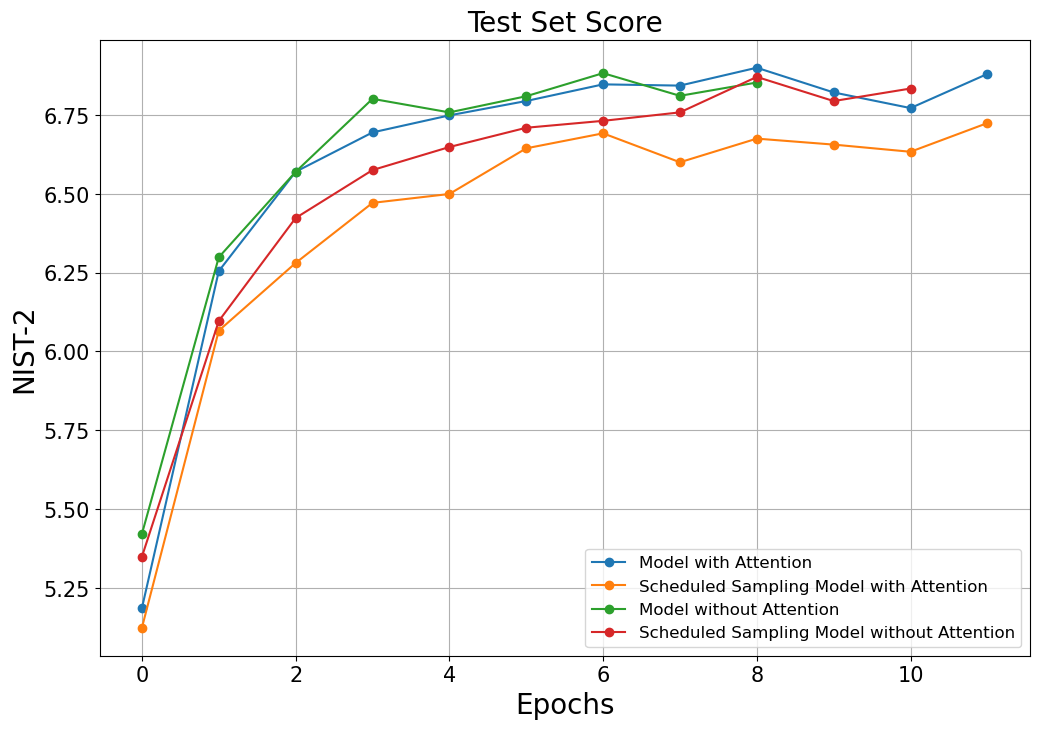 Test Set Score
NIST-2
6.75
6.50
6.25
6.00
5.75
5.50
5.25
Model with Attention
Scheduled Sampling Model with Attention
Model without Attention
Scheduled Sampling Model without Attention
0 2 4 6 8 10
Epochs